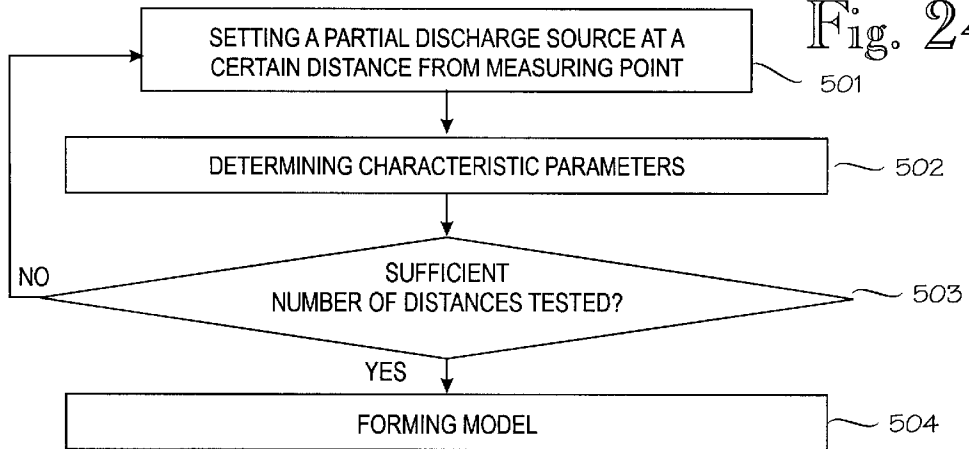 Fig. 24
SETTING A PARTIAL DISCHARGE SOURCE AT A
CERTAIN DISTANCE FROM MEASURING POINT
501
DETERMINING CHARACTERISTIC PARAMETERS
502
NO
SUFFICIENT
NUMBER OF DISTANCES TESTED?
503
YES
FORMING MODEL
504